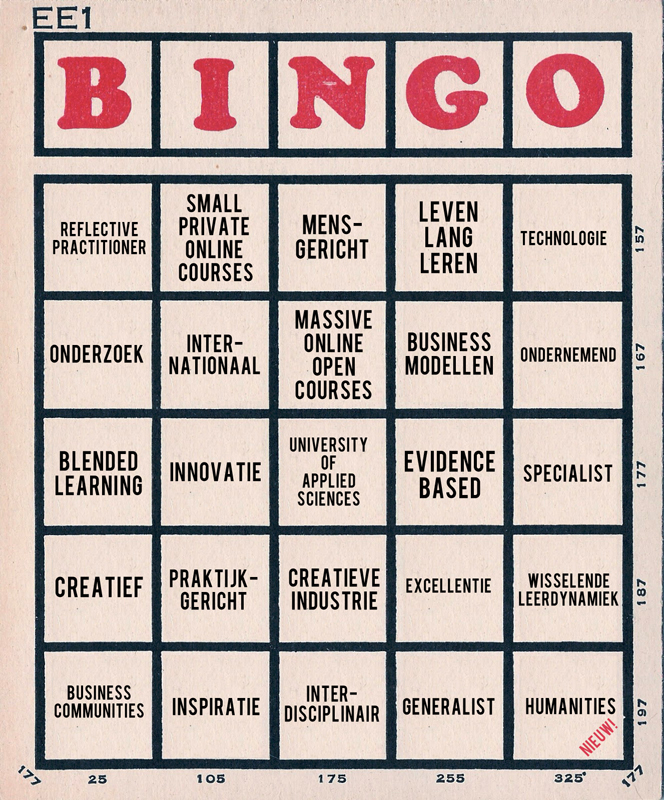 EE1
B I N G O
REFLECTIVE
PRACTITIONER
SMALL
PRIVATE
ONLINE
COURSES
MENS-
GERICHT
LEVEN
LANG
LEREN
TECHNOLOGIE
157
ONDERZOEK
INTER-
NATIONAAL
MASSIVE
ONLINE
OPEN
COURSES
BUSINESS
MODELLEN
ONDERNEMEND
167
BLENDED
LEARNING
INNOVATIE
UNIVERSITY
OF
APPLIED
SCIENCES
EVIDENCE
BASED
SPECIALIST
177
CREATIEF
PRAKTIJK-
GERICHT
CREATIEVE
INDUSTRIE
EXCELLENTIE
WISSELENDE
LEERDYNAMIEK
187
BUSINESS
COMMUNITIES
INSPIRATIE
INTER-
DISCIPLINAIR
GENERALIST
HUMANITIES
NIEUW!
197
177 25 105 175 255 325 177